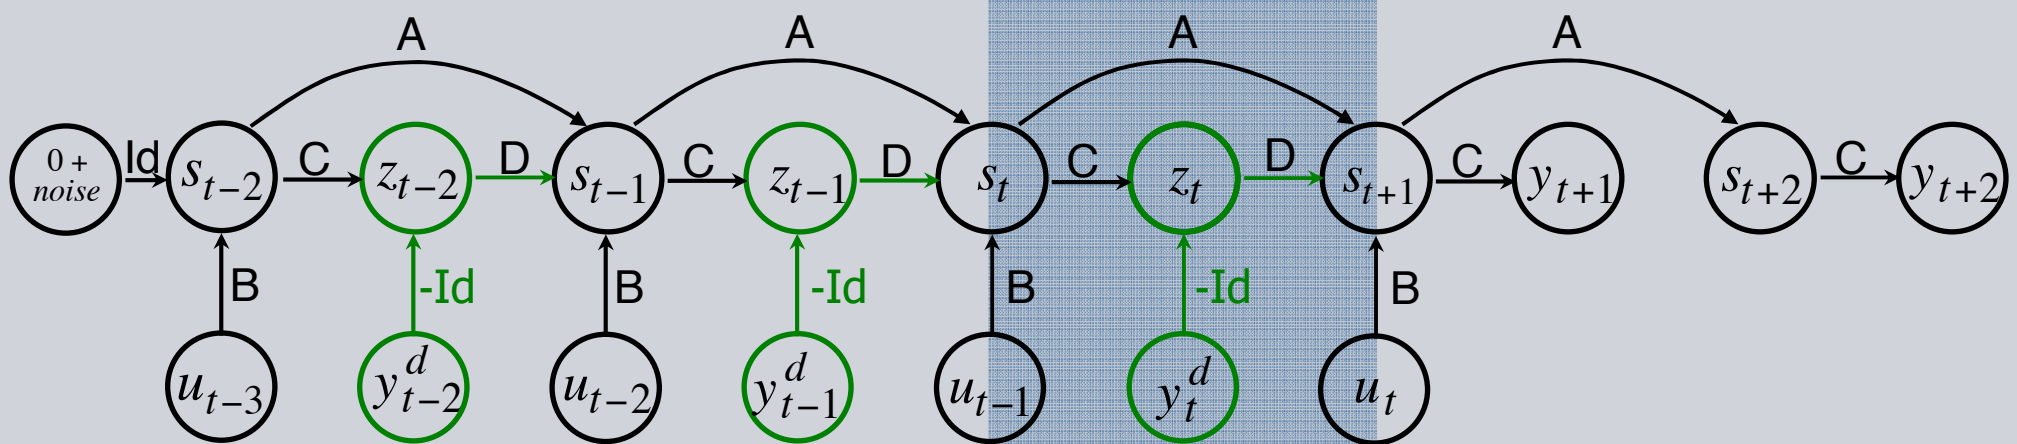 A A A A
0 + Id s_{t−2} C z_{t−2} D s_{t−1} C z_{t−1} D s_t C z_t D s_{t+1} C y_{t+1} s_{t+2} C y_{t+2}
noise
B -Id B -Id B -Id B
u_{t−3} y^d_{t−2} u_{t−2} y^d_{t−1} u_{t−1} y^d_t u_t